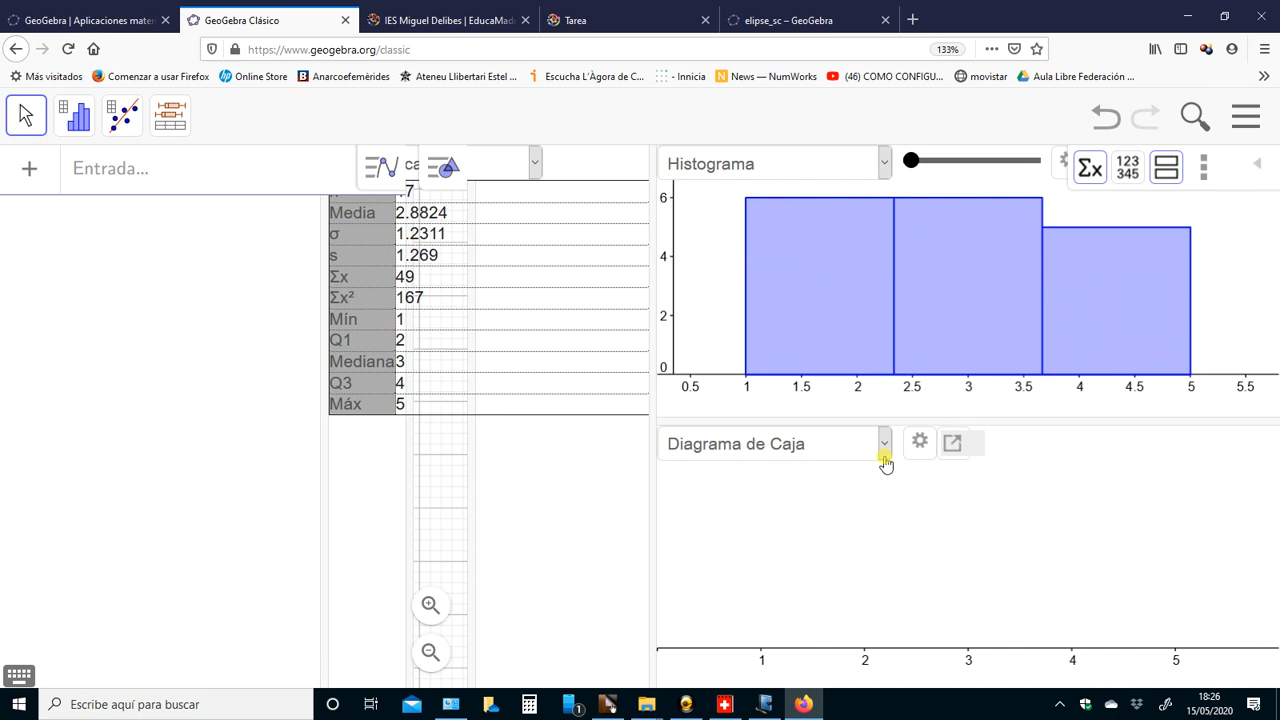 GeoGebra | Aplicaciones matem
GeoGebra Clásico
IES Miguel Delibes | EducaMad
Tarea
elipse_sc – GeoGebra
https://www.geogebra.org/classic
133%
Más visitados
Comenzar a usar Firefox
Online Store
Anarcoefemèrides
Ateneu Llibertari Estel ...
Escucha L'Àgora de C...
- Innicia
News — NumWorks
(46) COMO CONFIGU...
movistar
Aula Libre Federación ...
Entrada...
Histograma
Σx
123
345
7
Media 2.8824
σ 1.2311
s 1.269
Σx 49
Σx² 167
Mín 1
Q1 2
Mediana 3
Q3 4
Máx 5
6
4
2
0
0.5 1 1.5 2 2.5 3 3.5 4 4.5 5 5.5
Diagrama de Caja
1 2 3 4 5
Escribe aquí para buscar
1
18:26
15/05/2020